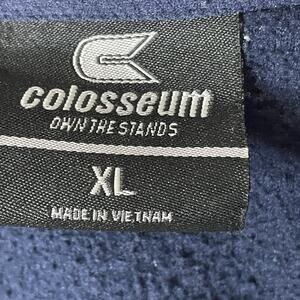 colosseum
OWN THE STANDS
XL
MADE IN VIETNAM